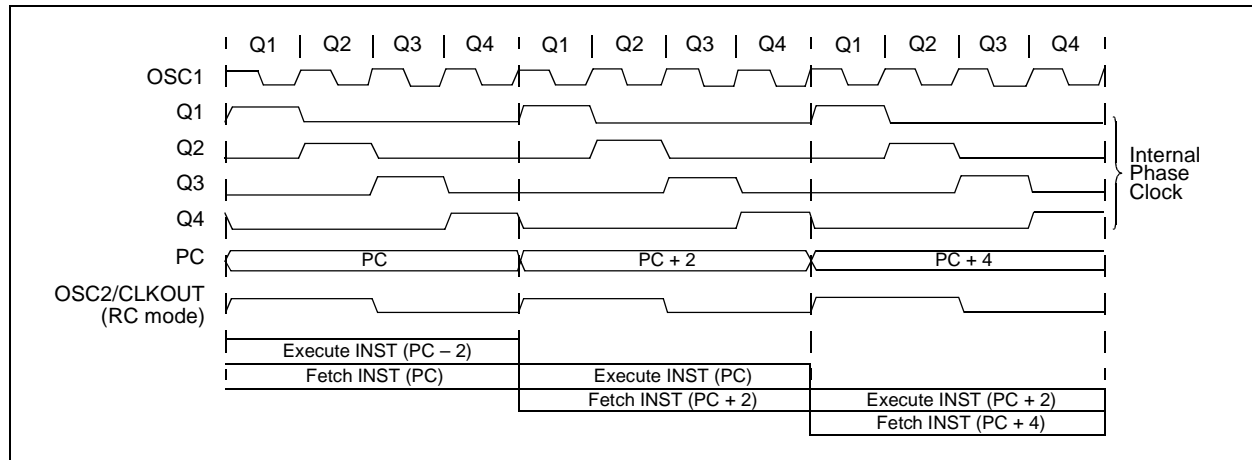 Q1 Q2 Q3 Q4 Q1 Q2 Q3 Q4 Q1 Q2 Q3 Q4
OSC1
Q1
Q2
Q3
Q4
Internal
Phase
Clock
PC PC PC + 2 PC + 4
OSC2/CLKOUT
(RC mode)
Execute INST (PC – 2)
Fetch INST (PC) Execute INST (PC)
Fetch INST (PC + 2) Execute INST (PC + 2)
Fetch INST (PC + 4)